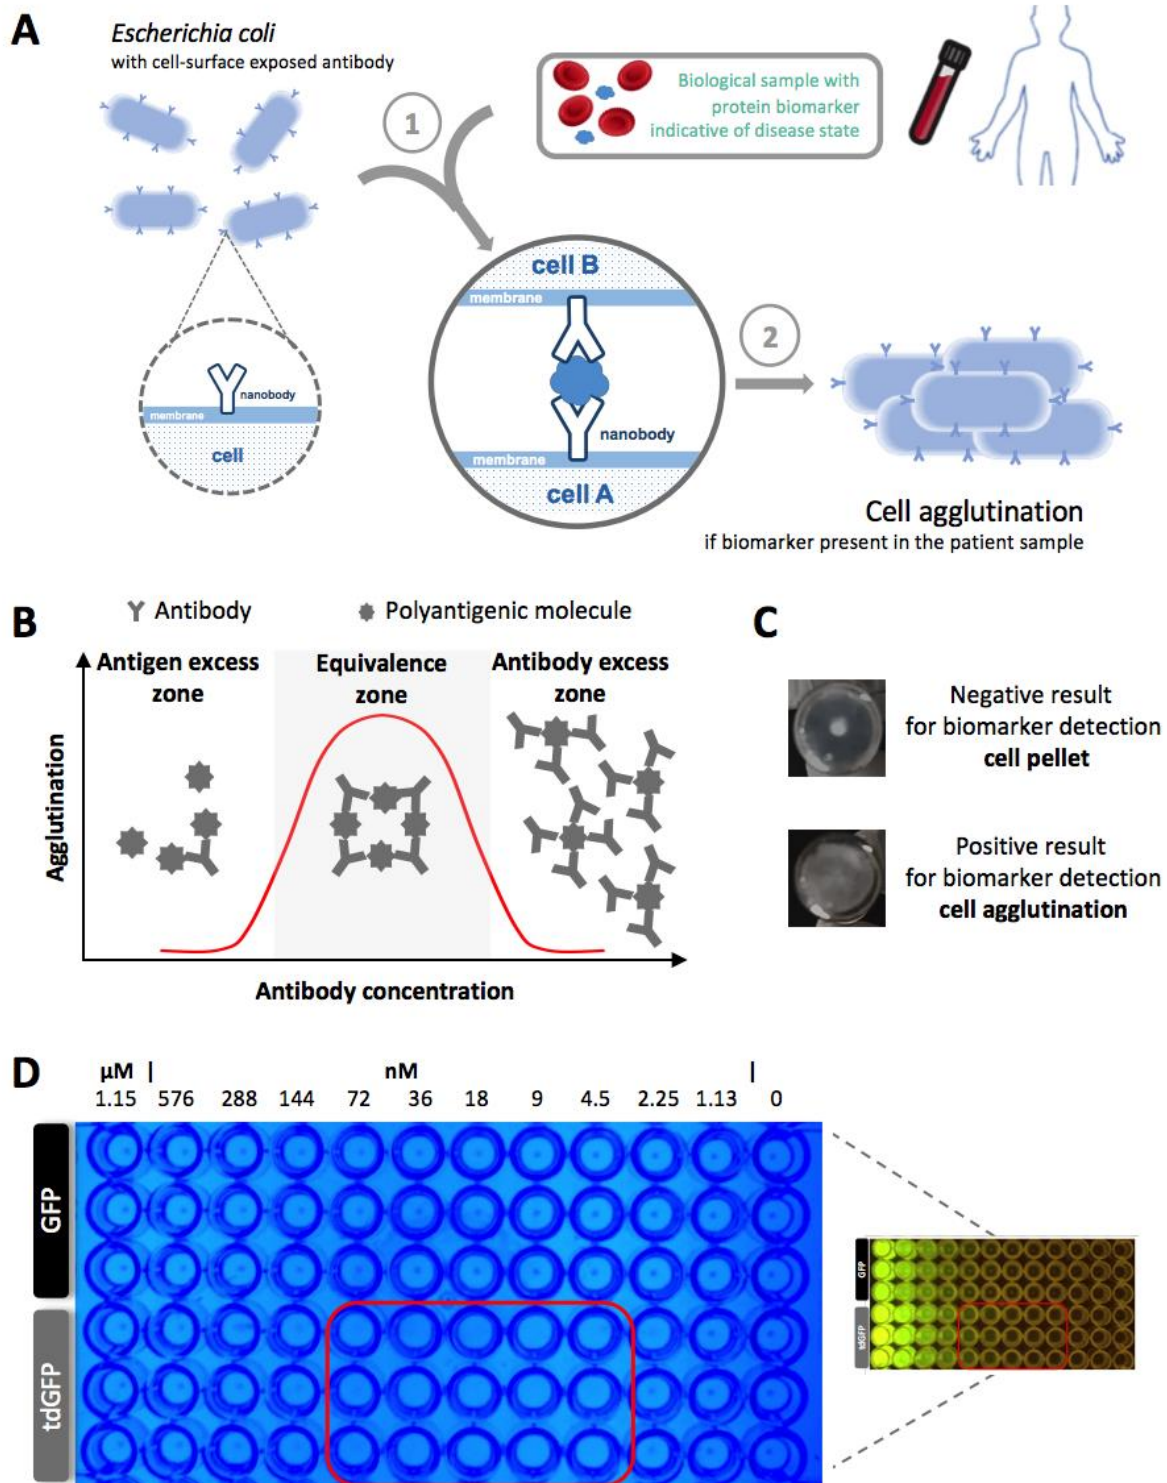 A
Escherichia coli
with cell-surface exposed antibody
1
Biological sample with
protein biomarker
indicative of disease state
cell B
membrane
nanobody
membrane
cell A
nanobody
membrane
cell
2
Cell agglutination
if biomarker present in the patient sample
B
Antibody
Polyantigenic molecule
Antigen excess
zone
Equivalence
zone
Antibody excess
zone
Agglutination
Antibody concentration
C
Negative result
for biomarker detection
cell pellet
Positive result
for biomarker detection
cell agglutination
D
µM | nM |
1.15 576 288 144 72 36 18 9 4.5 2.25 1.13 0
GFP
tdGFP
GFP
tdGFP